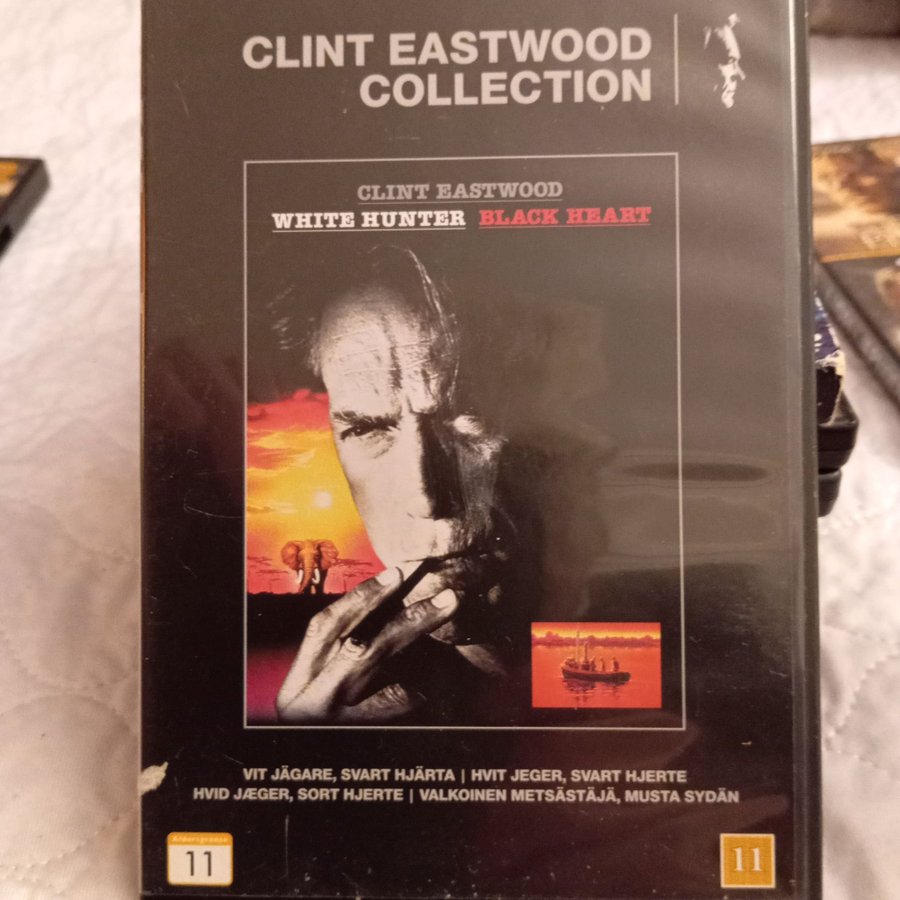 CLINT EASTWOOD
COLLECTION
CLINT EASTWOOD
WHITE HUNTER BLACK HEART
VIT JÄGARE, SVART HJÄRTA | HVIT JEGER, SVART HJERTE
HVID JÆGER, SORT HJERTE | VALKOINEN METSÄSTÄJÄ, MUSTA SYDÄN
Aldersgrense
11
11